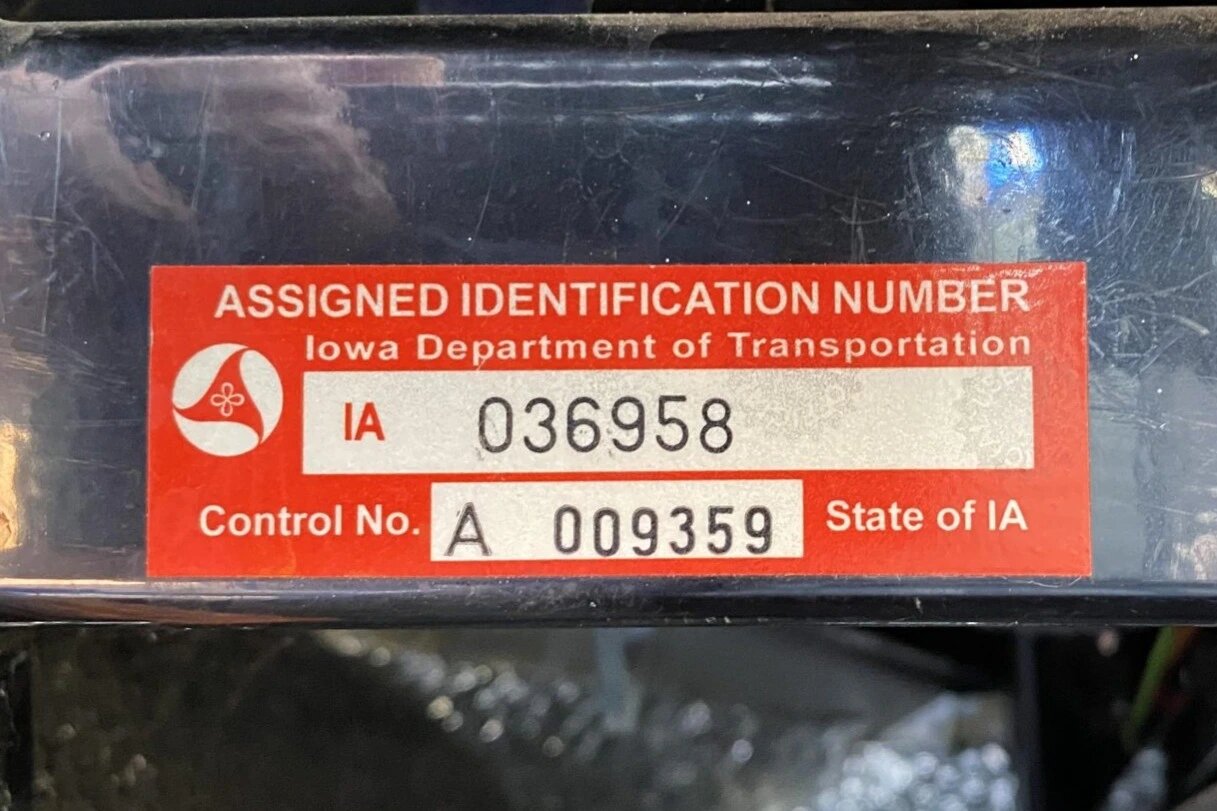 ASSIGNED IDENTIFICATION NUMBER
Iowa Department of Transportation
IA 036958
Control No. A 009359 State of IA